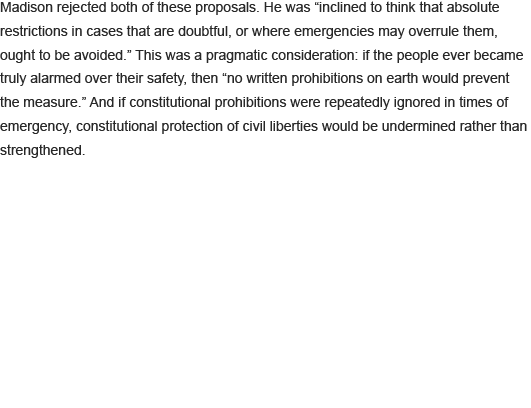 Madison rejected both of these proposals. He was “inclined to think that absolute
restrictions in cases that are doubtful, or where emergencies may overrule them,
ought to be avoided.” This was a pragmatic consideration: if the people ever became
truly alarmed over their safety, then “no written prohibitions on earth would prevent
the measure.” And if constitutional prohibitions were repeatedly ignored in times of
emergency, constitutional protection of civil liberties would be undermined rather than
strengthened.